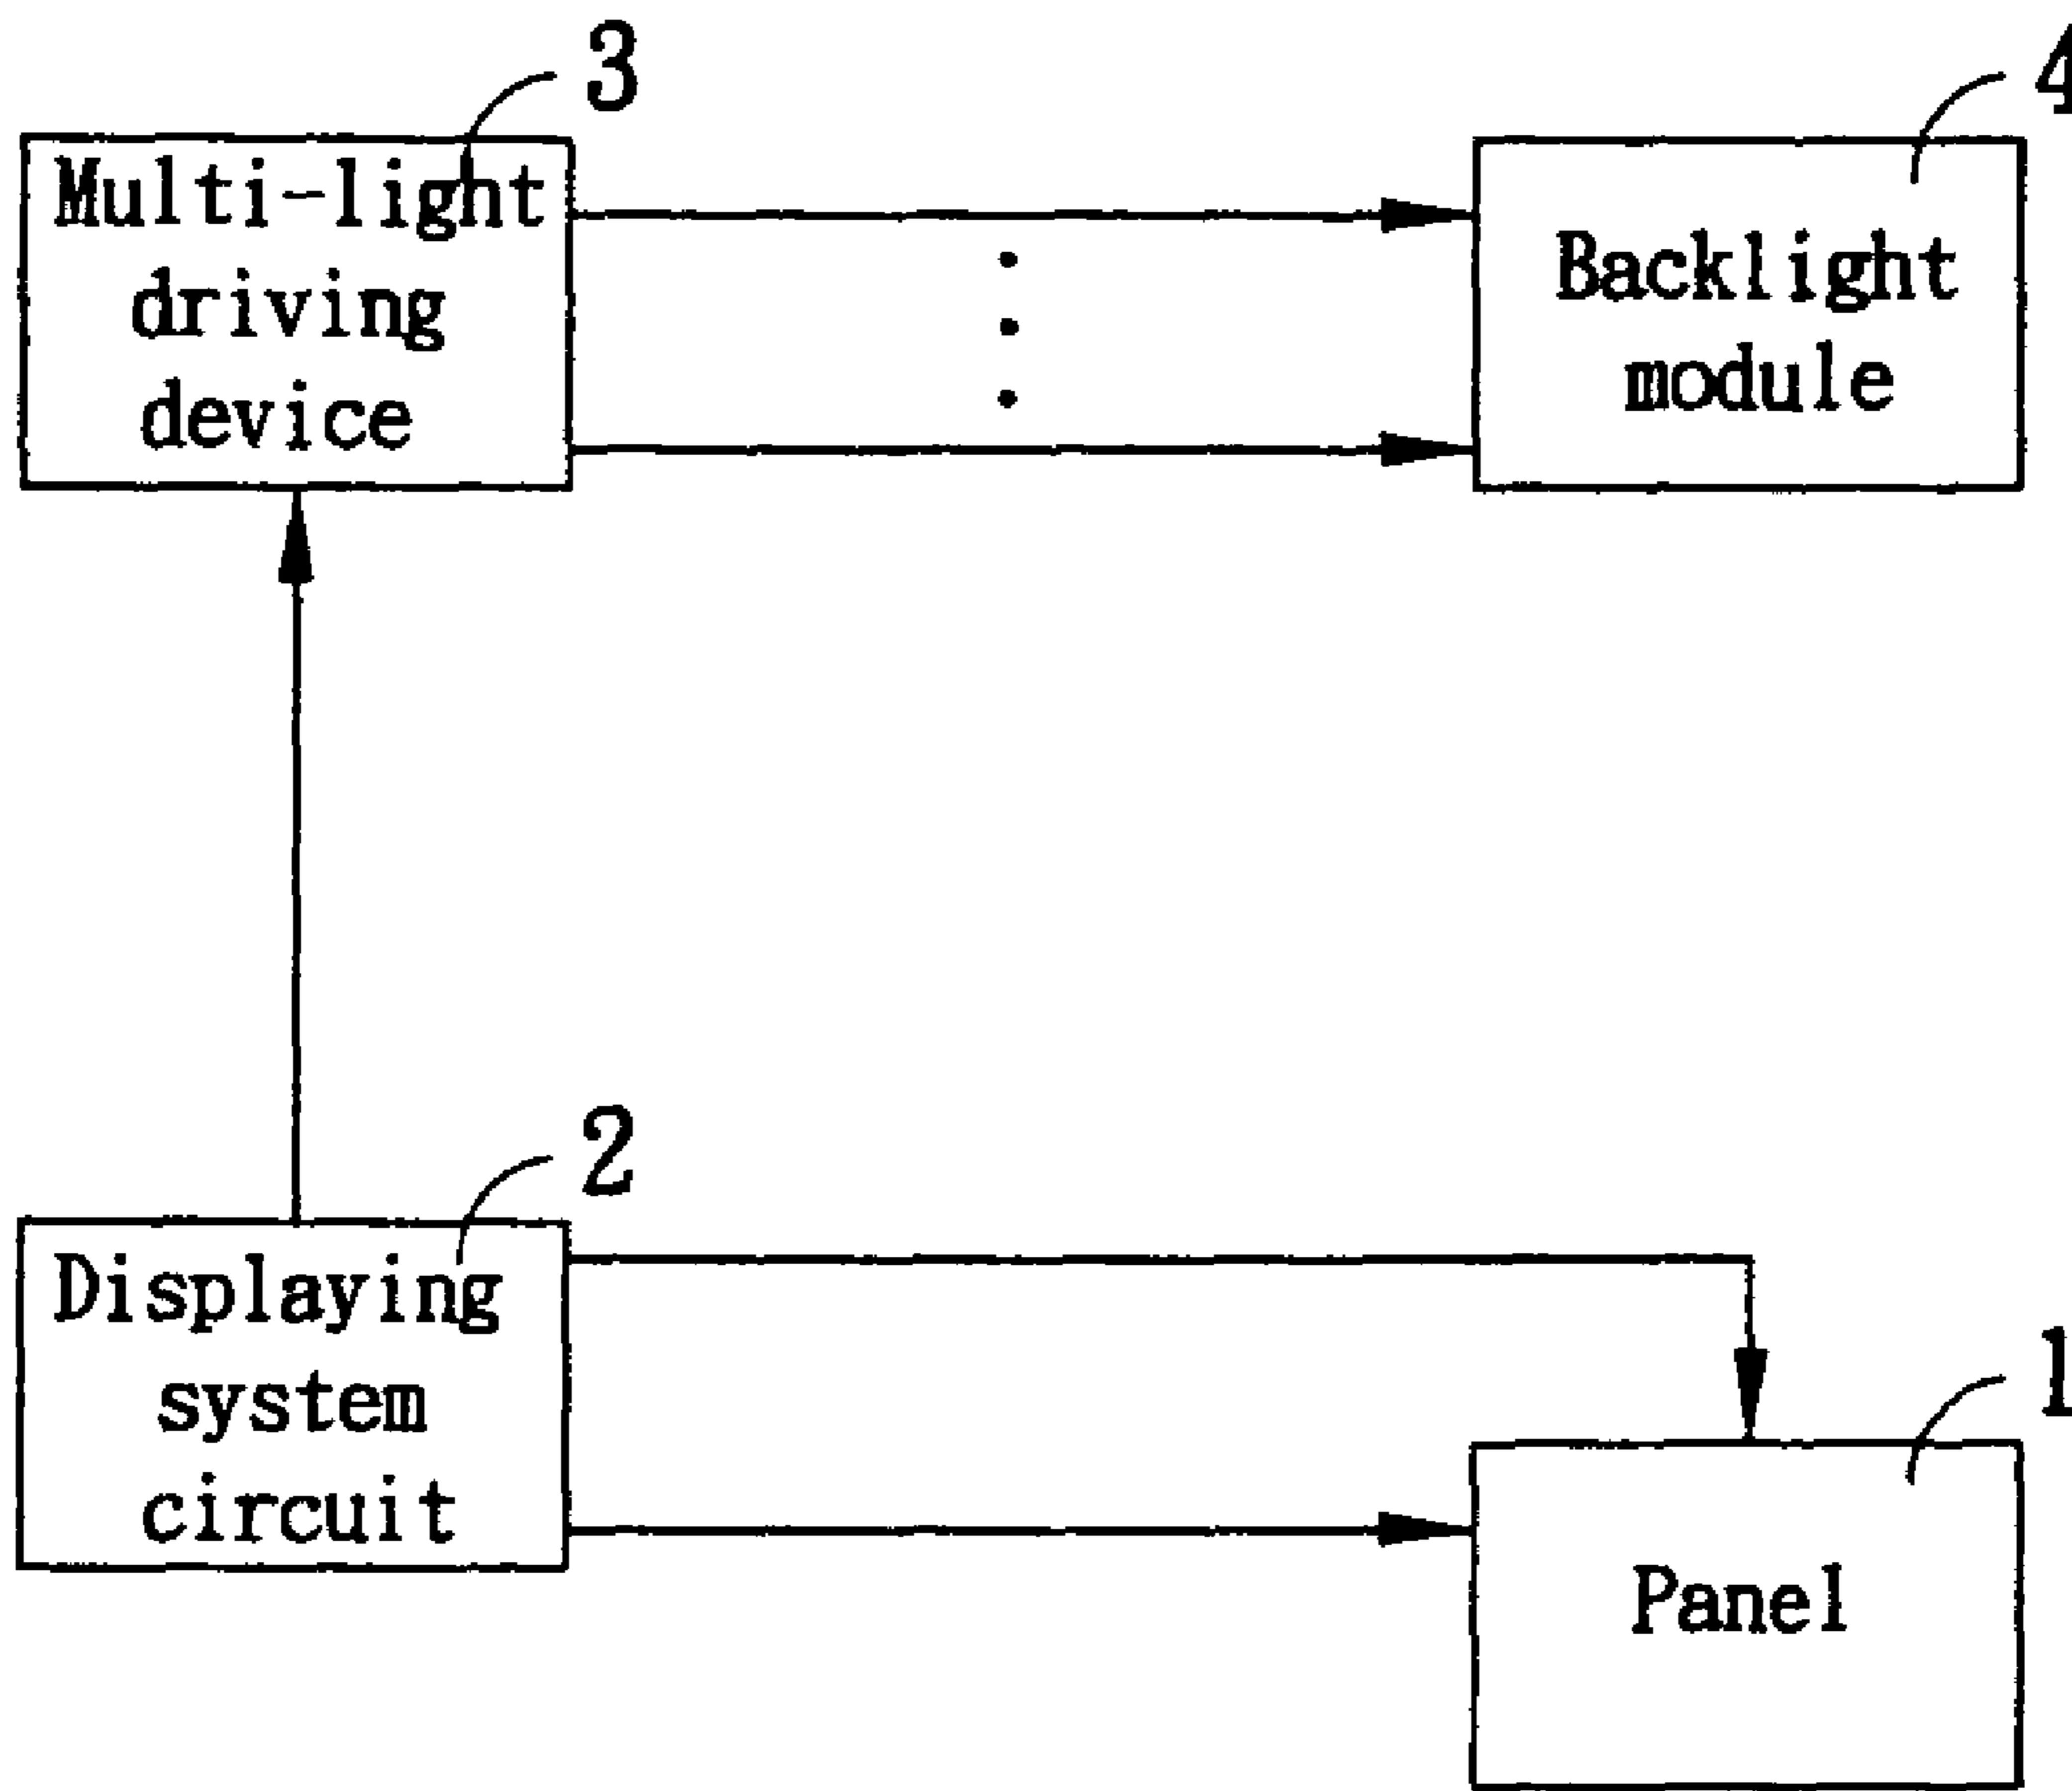 3
4
Multi-light
driving
device
Backlight
module
2
Displaying
system
circuit
1
Panel